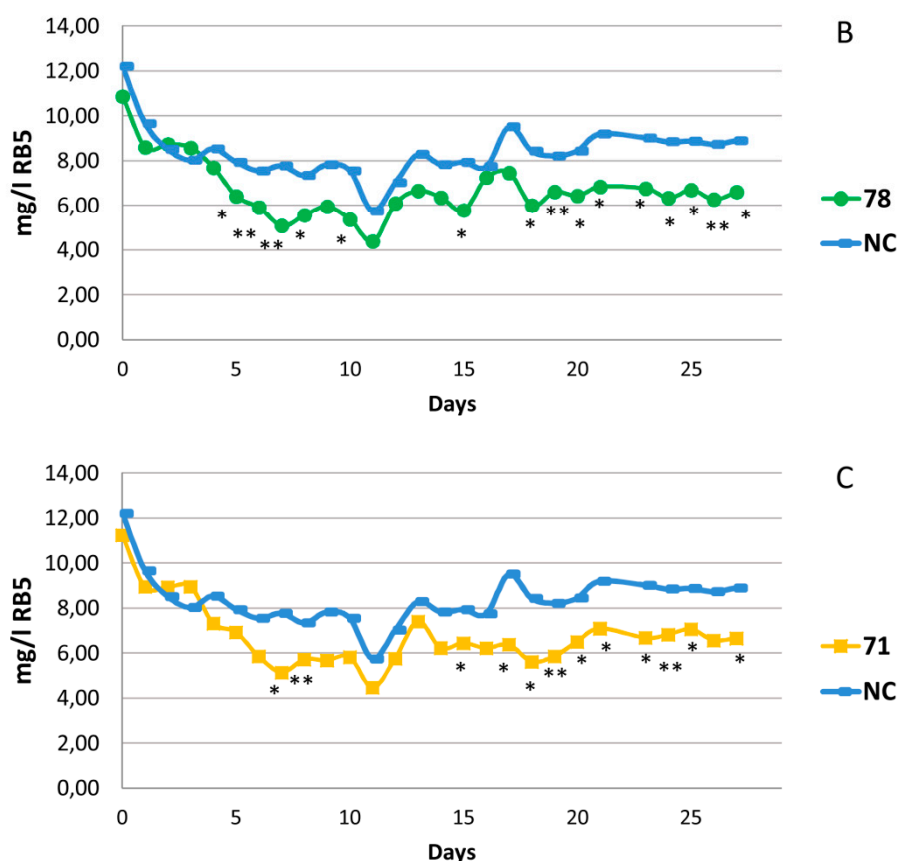 B
14,00
12,00
10,00
8,00
6,00
4,00
2,00
0,00
mg/l RB5
* ** ** * * * * ** * * * * * ** *
0 5 10 15 20 25
Days
78
NC
C
14,00
12,00
10,00
8,00
6,00
4,00
2,00
0,00
mg/l RB5
* ** * * * ** * * * ** * *
0 5 10 15 20 25
Days
71
NC